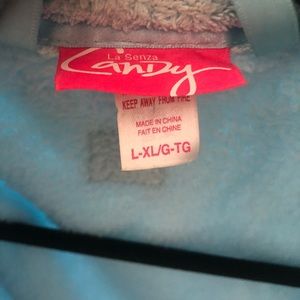 La Senza
Candy
KEEP AWAY FROM FIRE
MADE IN CHINA
FAIT EN CHINE
L-XL/G-TG